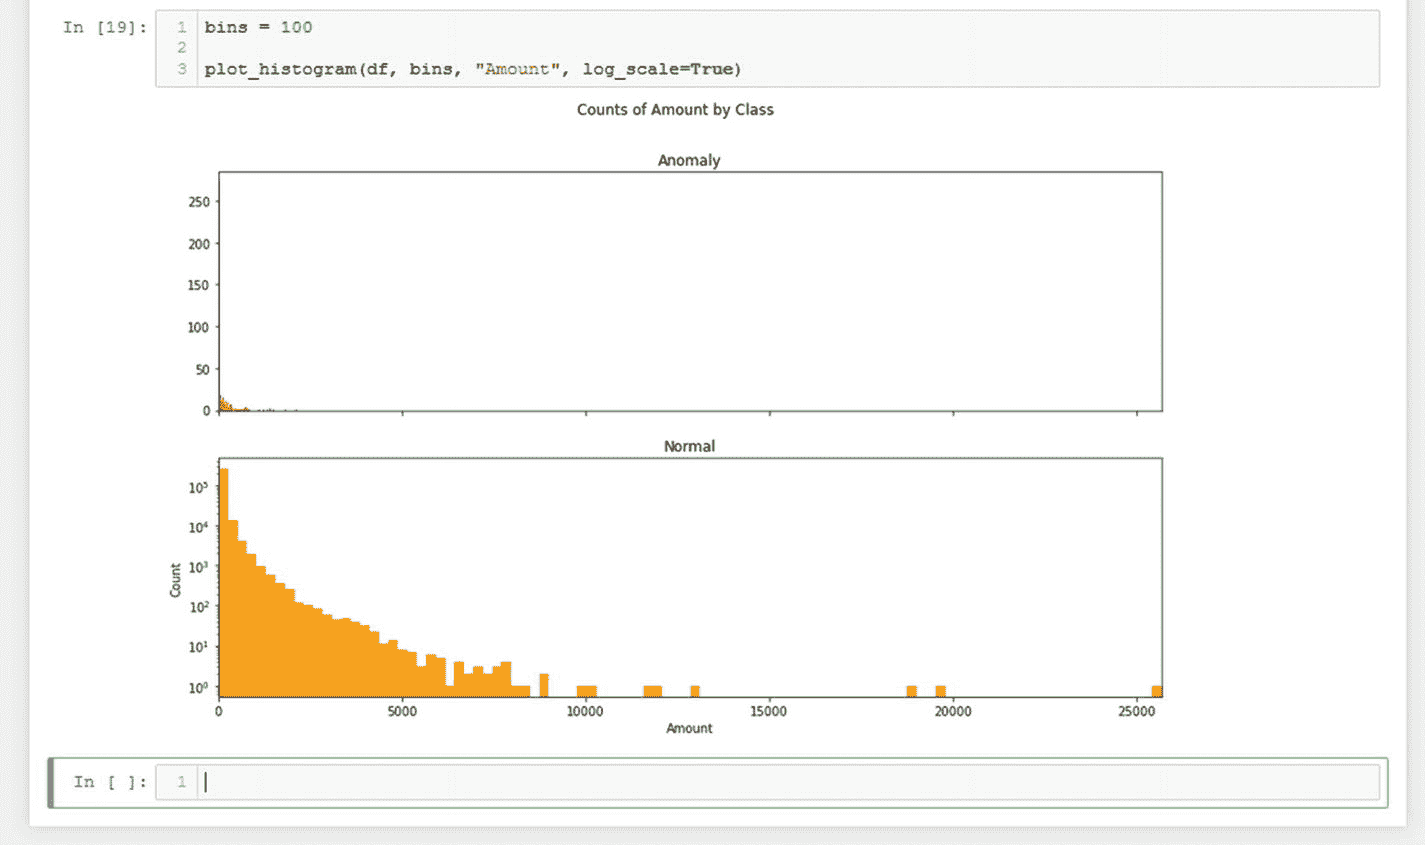 In [19]:
1 bins = 100
2
3 plot_histogram(df, bins, "Amount", log_scale=True)
Counts of Amount by Class
Anomaly
250
200
150
100
50
0
Normal
10⁵
10⁴
10³
10²
10¹
10⁰
Count
0 5000 10000 15000 20000 25000
Amount
In [ ]: 1